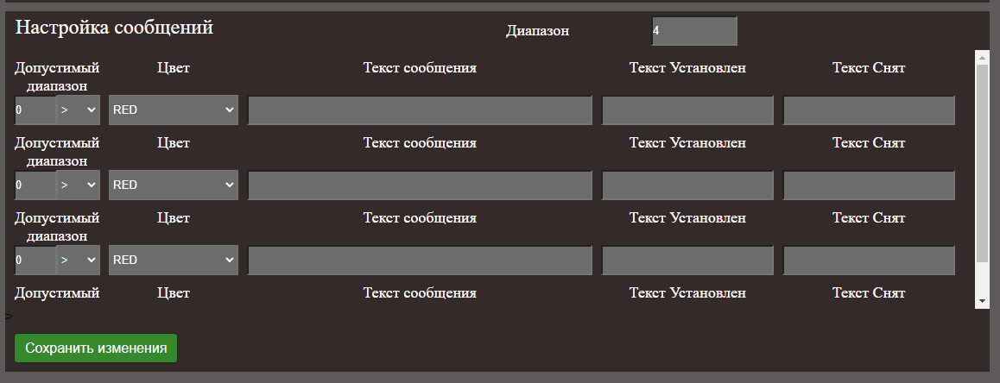 Настройка сообщений
Диапазон 4
Допустимый диапазон Цвет Текст сообщения Текст Установлен Текст Снят
0 > RED
Допустимый диапазон Цвет Текст сообщения Текст Установлен Текст Снят
0 > RED
Допустимый диапазон Цвет Текст сообщения Текст Установлен Текст Снят
0 > RED
Допустимый Цвет Текст сообщения Текст Установлен Текст Снят
>
Сохранить изменения